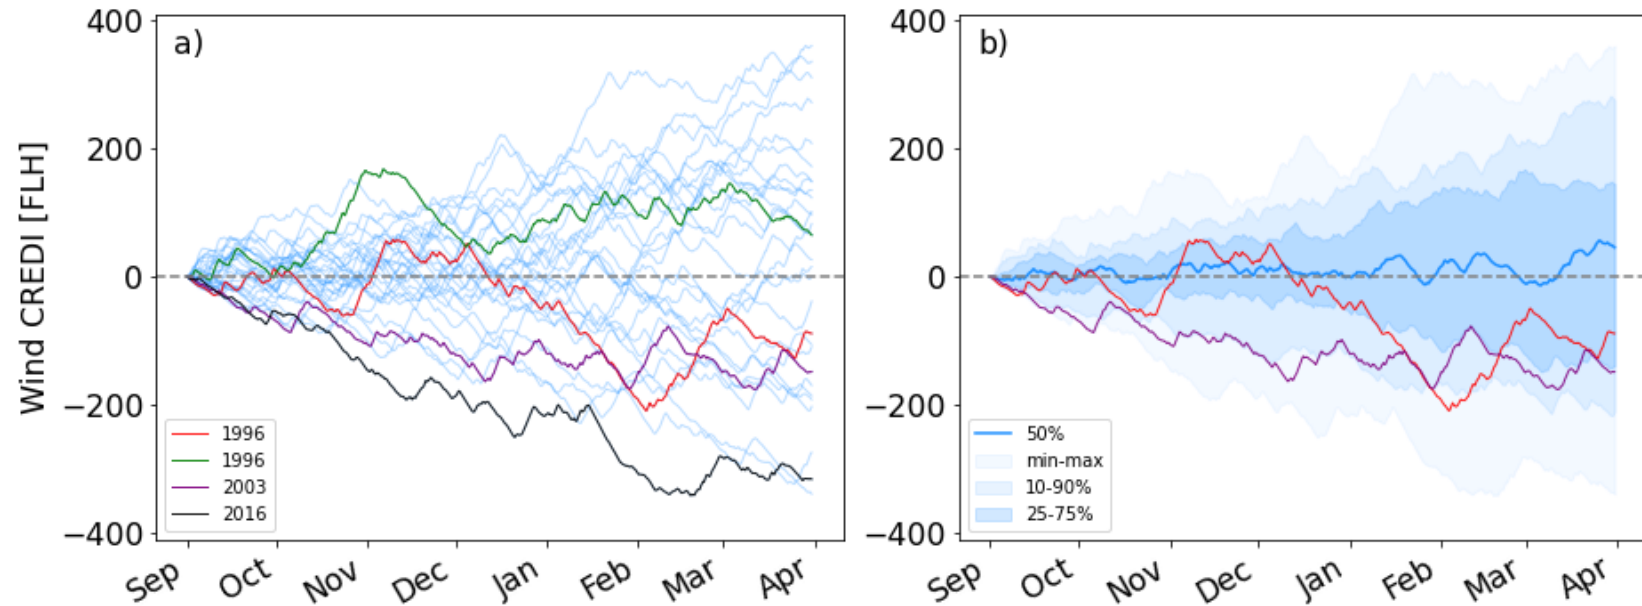 a)
Wind CREDI [FLH]
400
200
0
−200
−400
1996
1996
2003
2016
Sep
Oct
Nov
Dec
Jan
Feb
Mar
Apr
b)
400
200
0
−200
−400
50%
min-max
10-90%
25-75%
Sep
Oct
Nov
Dec
Jan
Feb
Mar
Apr